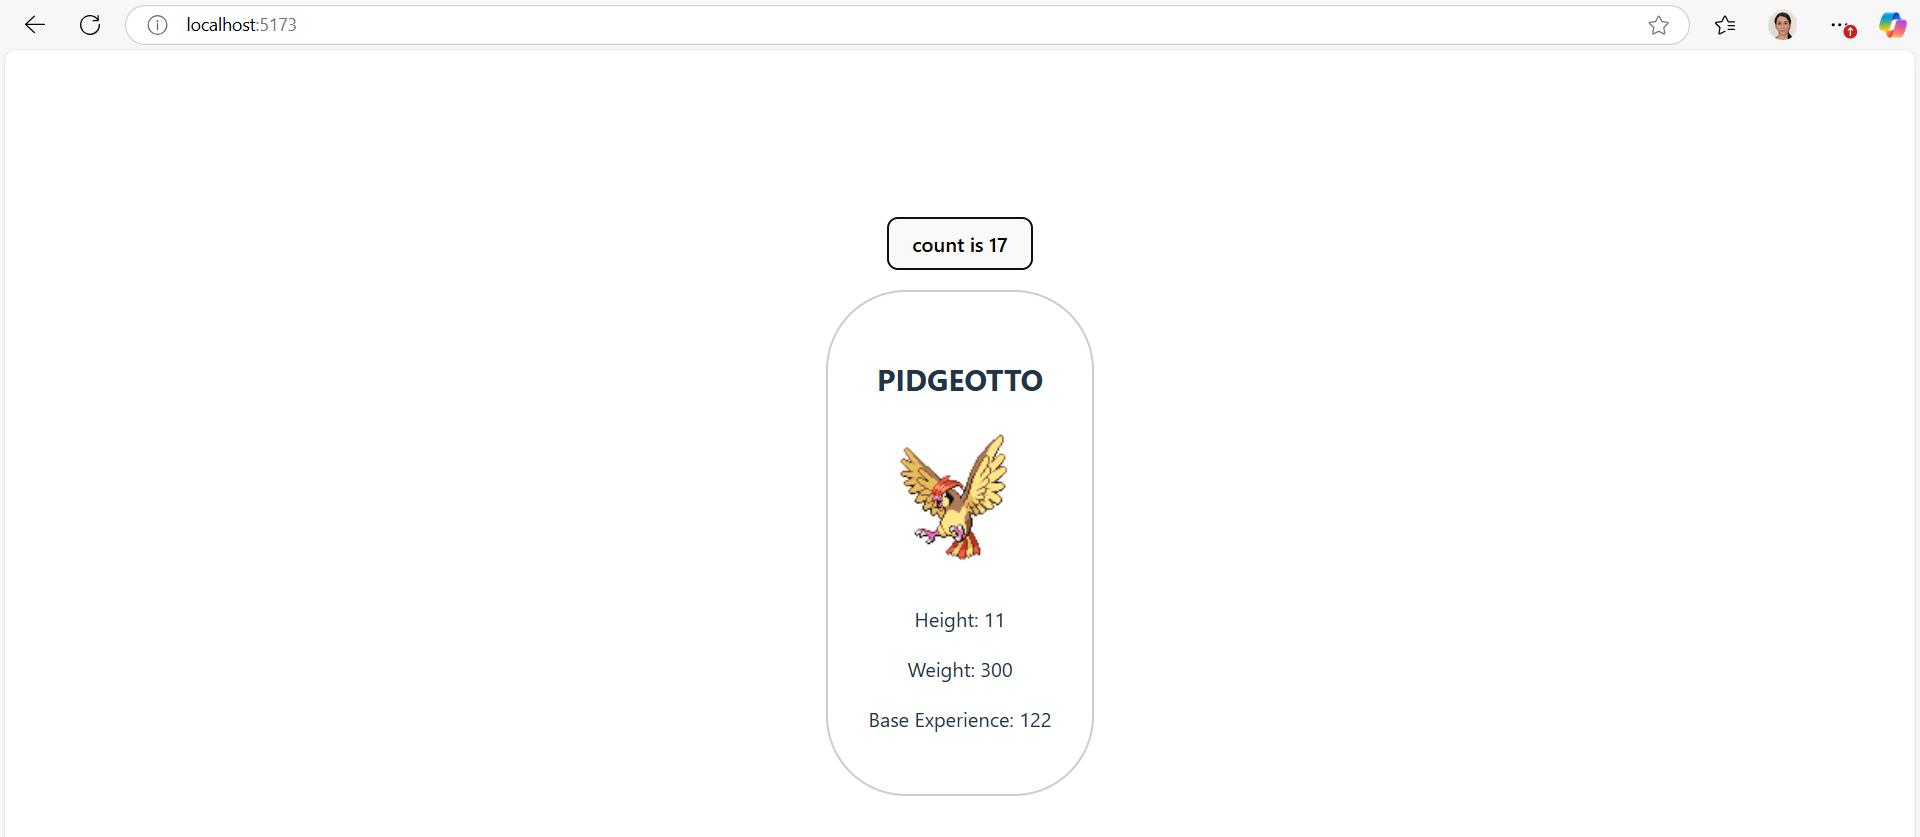 localhost:5173
count is 17
PIDGEOTTO
Height: 11
Weight: 300
Base Experience: 122